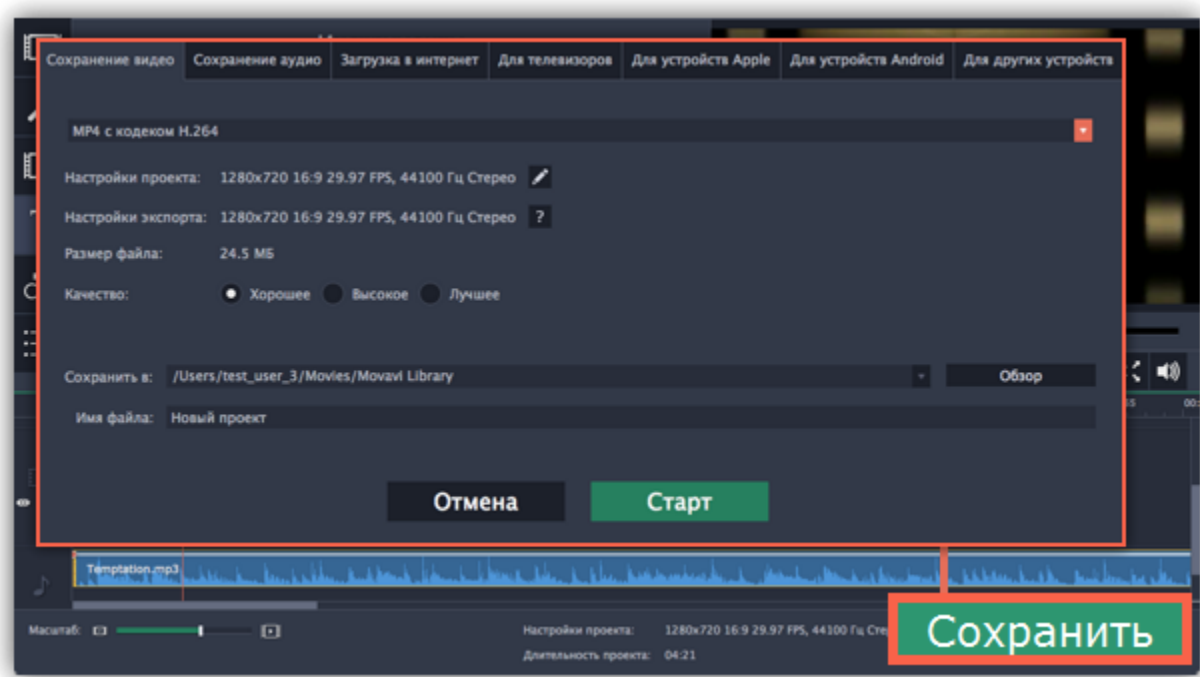 Сохранение видео Сохранение аудио Загрузка в интернет Для телевизоров Для устройств Apple Для устройств Android Для других устройств
MP4 с кодеком H.264
Настройки проекта: 1280x720 16:9 29.97 FPS, 44100 Гц Стерео
Настройки экспорта: 1280x720 16:9 29.97 FPS, 44100 Гц Стерео ?
Размер файла: 24.5 МБ
Качество: Хорошее Высокое Лучшее
Сохранить в: /Users/test_user_3/Movies/Movavi Library Обзор
Имя файла: Новый проект
Отмена Старт
Temptation.mp3
Масштаб: Настройки проекта: 1280x720 16:9 29.97 FPS, 44100 Гц
Длительность проекта: 04:21
Сохранить